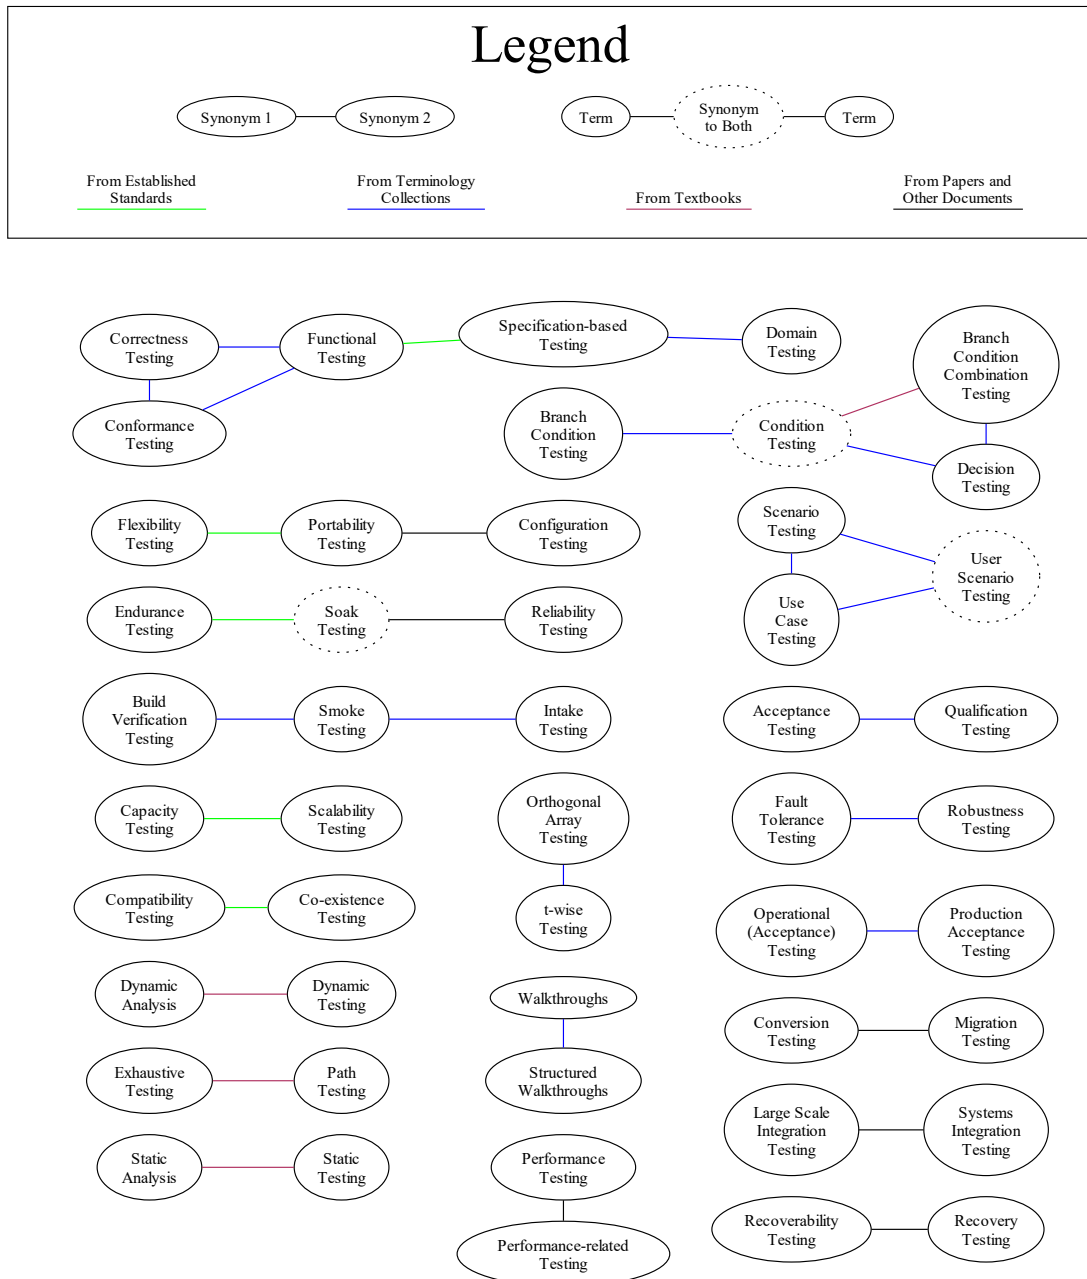 Legend
Synonym 1
Synonym 2
Term
Synonym
to Both
Term
From Established
Standards
From Terminology
Collections
From Textbooks
From Papers and
Other Documents
Correctness
Testing
Functional
Testing
Specification-based
Testing
Domain
Testing
Branch
Condition
Combination
Testing
Conformance
Testing
Branch
Condition
Testing
Condition
Testing
Decision
Testing
Flexibility
Testing
Portability
Testing
Configuration
Testing
Scenario
Testing
User
Scenario
Testing
Endurance
Testing
Soak
Testing
Reliability
Testing
Use
Case
Testing
Build
Verification
Testing
Smoke
Testing
Intake
Testing
Acceptance
Testing
Qualification
Testing
Capacity
Testing
Scalability
Testing
Orthogonal
Array
Testing
Fault
Tolerance
Testing
Robustness
Testing
Compatibility
Testing
Co-existence
Testing
t-wise
Testing
Operational
(Acceptance)
Testing
Production
Acceptance
Testing
Dynamic
Analysis
Dynamic
Testing
Walkthroughs
Conversion
Testing
Migration
Testing
Exhaustive
Testing
Path
Testing
Structured
Walkthroughs
Large Scale
Integration
Testing
Systems
Integration
Testing
Static
Analysis
Static
Testing
Performance
Testing
Recoverability
Testing
Recovery
Testing
Performance-related
Testing